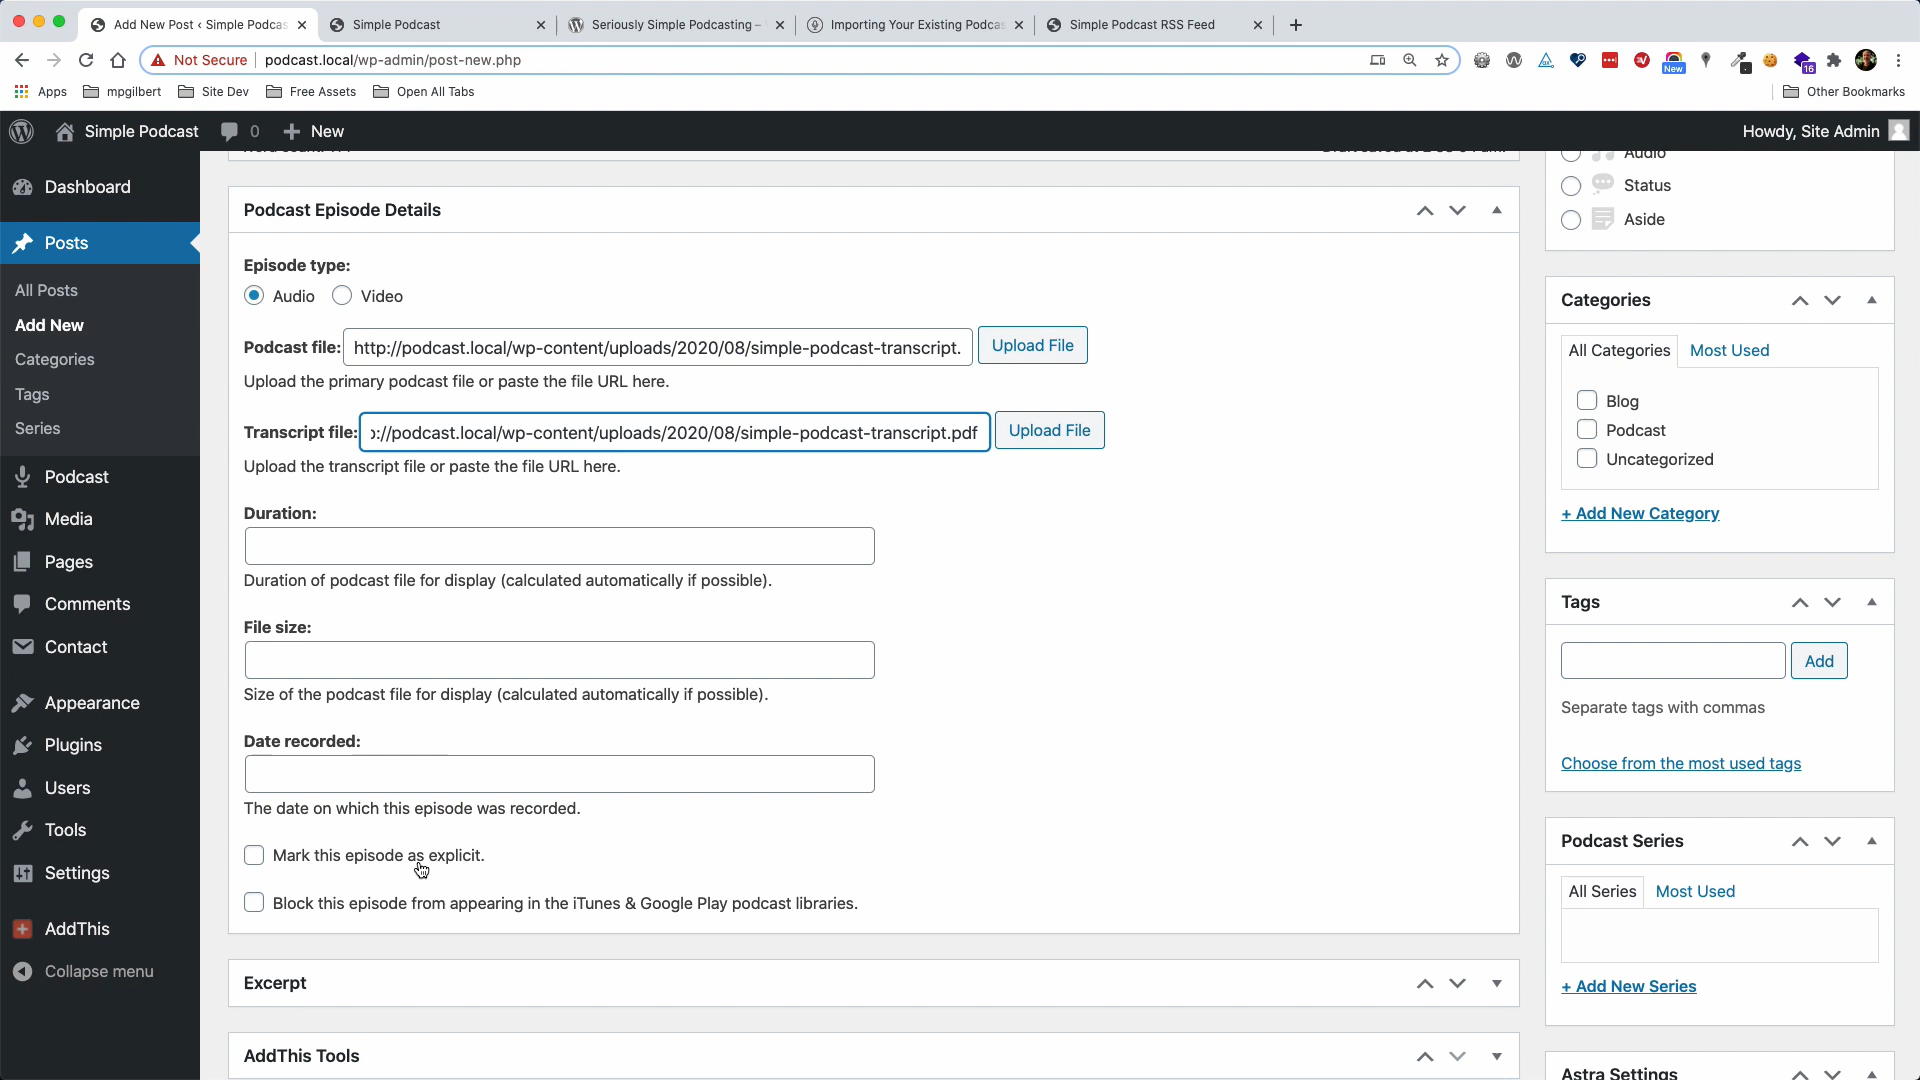 Add New Post ‹ Simple Podcas
Simple Podcast
Seriously Simple Podcasting –
Importing Your Existing Podcas
Simple Podcast RSS Feed
Not Secure
podcast.local/wp-admin/post-new.php
New
16
Apps
mpgilbert
Site Dev
Free Assets
Open All Tabs
Other Bookmarks
Simple Podcast
0
New
Howdy, Site Admin
Dashboard
Posts
All Posts
Add New
Categories
Tags
Series
Podcast
Media
Pages
Comments
Contact
Appearance
Plugins
Users
Tools
Settings
AddThis
Collapse menu
Podcast Episode Details
Episode type:
Audio
Video
Podcast file:
http://podcast.local/wp-content/uploads/2020/08/simple-podcast-transcript.
Upload File
Upload the primary podcast file or paste the file URL here.
Transcript file:
://podcast.local/wp-content/uploads/2020/08/simple-podcast-transcript.pdf
Upload File
Upload the transcript file or paste the file URL here.
Duration:
Duration of podcast file for display (calculated automatically if possible).
File size:
Size of the podcast file for display (calculated automatically if possible).
Date recorded:
The date on which this episode was recorded.
Mark this episode as explicit.
Block this episode from appearing in the iTunes & Google Play podcast libraries.
Excerpt
AddThis Tools
Audio
Status
Aside
Categories
All Categories
Most Used
Blog
Podcast
Uncategorized
+ Add New Category
Tags
Add
Separate tags with commas
Choose from the most used tags
Podcast Series
All Series
Most Used
+ Add New Series
Astra Settings